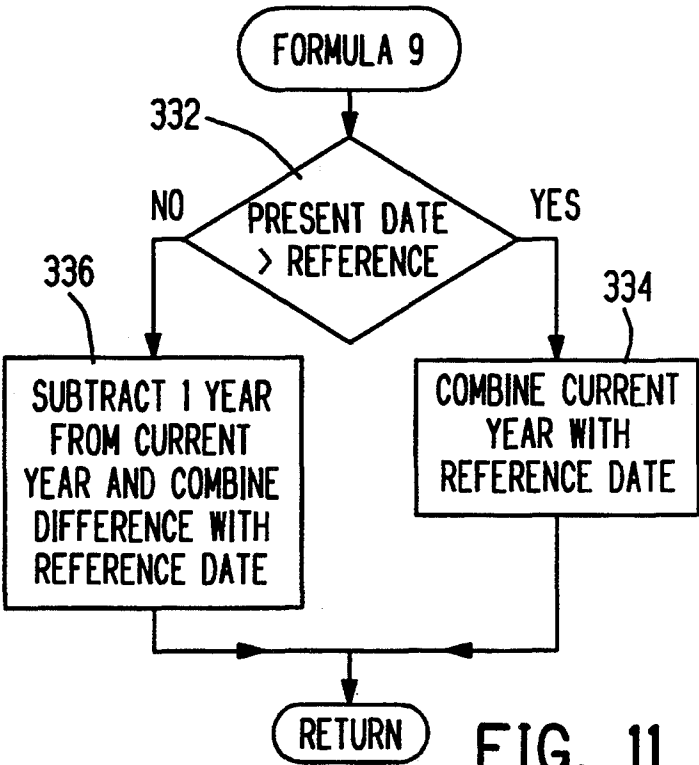 FORMULA 9
332
NO
YES
PRESENT DATE
> REFERENCE
336
334
SUBTRACT 1 YEAR
FROM CURRENT
YEAR AND COMBINE
DIFFERENCE WITH
REFERENCE DATE
COMBINE CURRENT
YEAR WITH
REFERENCE DATE
RETURN
FIG. 11